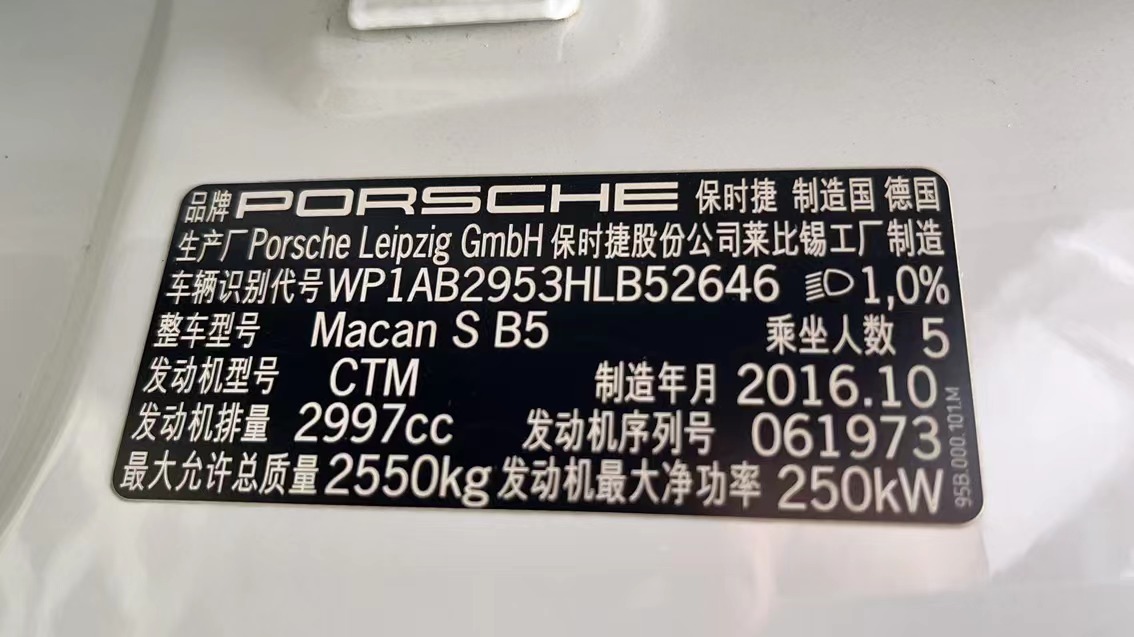 品牌 PORSCHE 保时捷 制造国 德国
生产厂 Porsche Leipzig GmbH 保时捷股份公司莱比锡工厂制造
车辆识别代号 WP1AB2953HLB52646 1,0%
整车型号 Macan S B5 乘坐人数 5
发动机型号 CTM 制造年月 2016.10
发动机排量 2997cc 发动机序列号 061973
最大允许总质量 2550kg 发动机最大净功率 250kW
95B.000.101.M